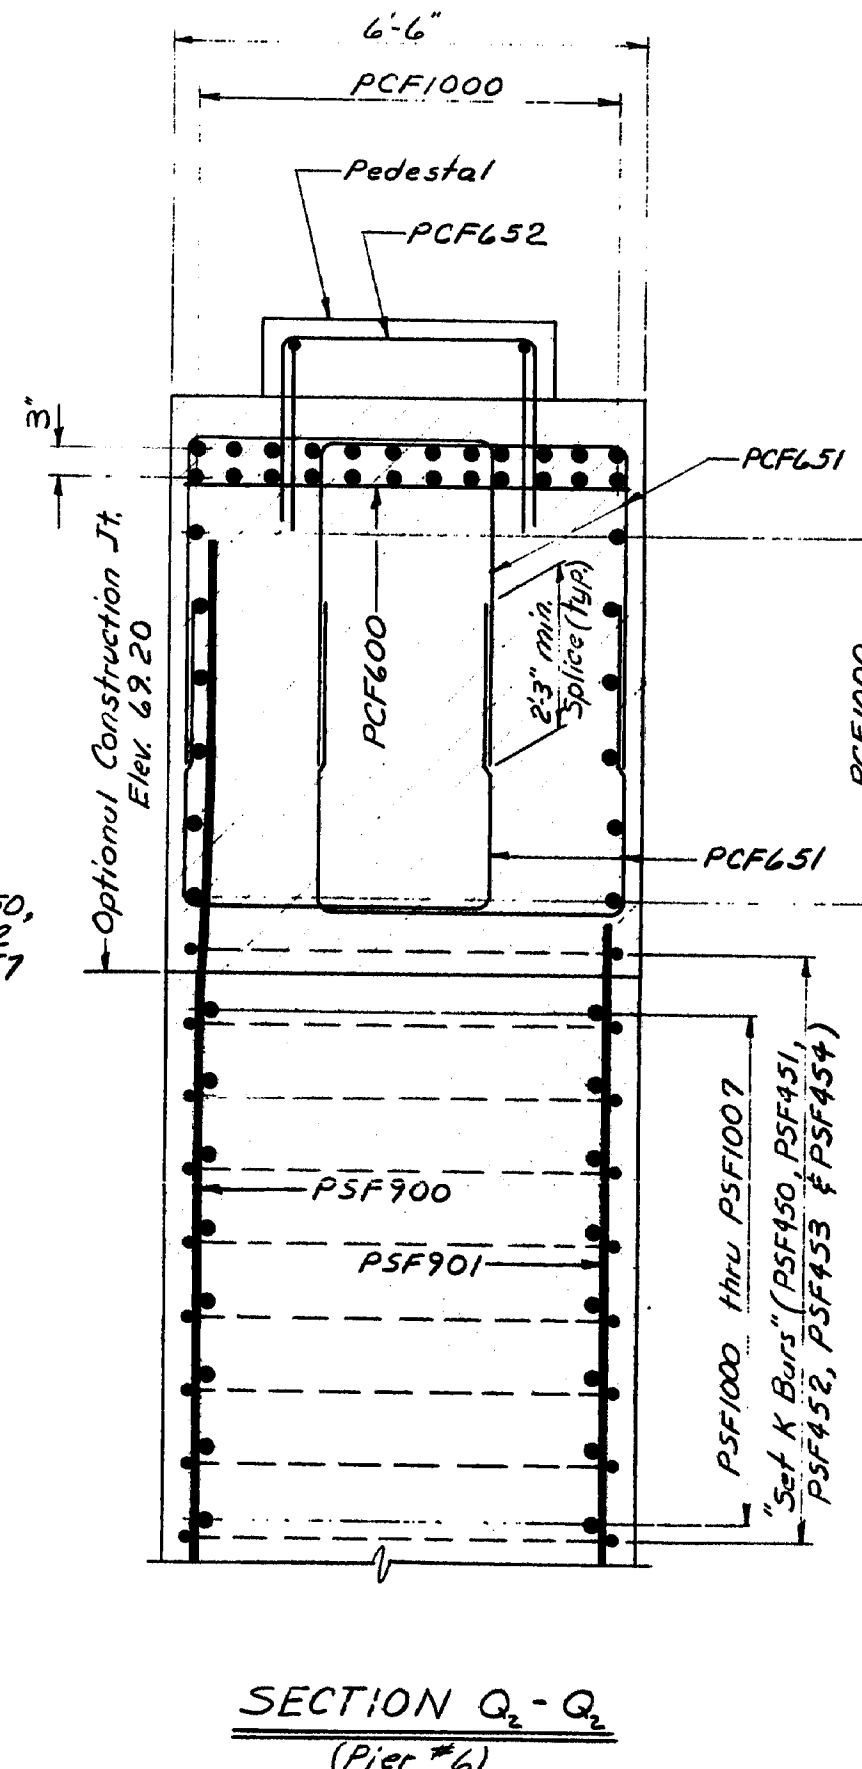 6'-6"
PCF1000
Pedestal
PCF652
3"
PCF651
Optional Construction Jt.
Elev. 69.20
PCF600
2'-3" min.
Splice (typ.)
PCF651
PSF900
PSF901
PSF1000 thru PSF1007
"Set K Bars" (PSF450, PSF451,
PSF452, PSF453 & PSF454)
SECTION Q₂ - Q₂
(Pier #6)